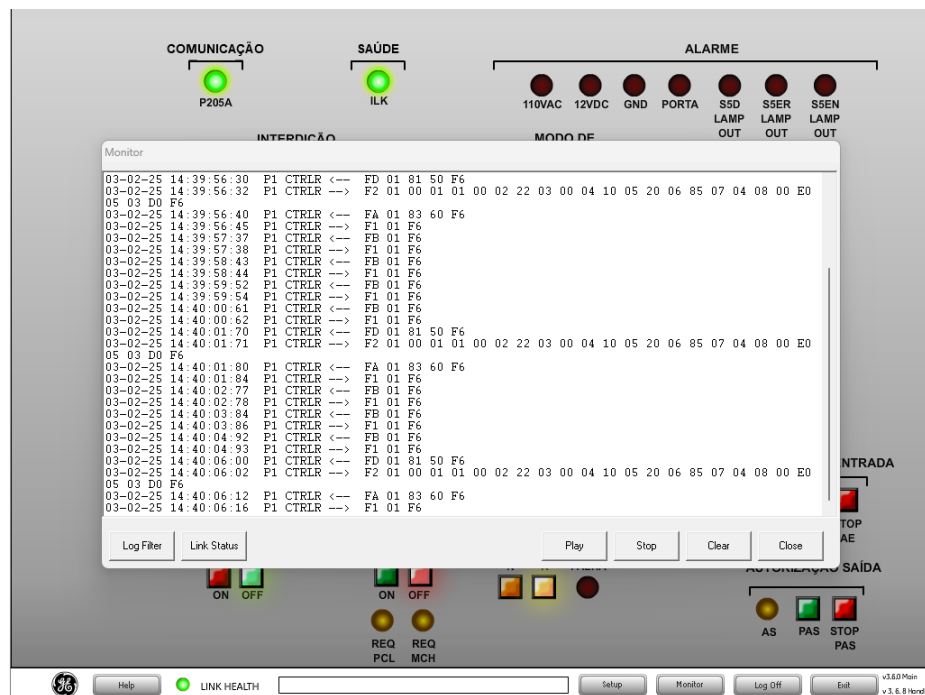 COMUNICAÇÃO SAÚDE ALARME
P205A ILK 110VAC 12VDC GND PORTA S5D LAMP OUT S5ER LAMP OUT S5EN LAMP OUT
INTERDIÇÃO MODO DE
Monitor
03-02-25 14:39:56:30 P1 CTRLR <-- FD 01 81 50 F6
03-02-25 14:39:56:32 P1 CTRLR --> F2 01 00 01 01 00 02 22 03 00 04 10 05 20 06 85 07 04 08 00 E0
05 03 D0 F6
03-02-25 14:39:56:40 P1 CTRLR <-- FA 01 83 60 F6
03-02-25 14:39:56:45 P1 CTRLR --> F1 01 F6
03-02-25 14:39:57:37 P1 CTRLR <-- FB 01 F6
03-02-25 14:39:57:38 P1 CTRLR --> F1 01 F6
03-02-25 14:39:58:43 P1 CTRLR <-- FB 01 F6
03-02-25 14:39:58:44 P1 CTRLR --> F1 01 F6
03-02-25 14:39:59:52 P1 CTRLR <-- FB 01 F6
03-02-25 14:39:59:54 P1 CTRLR --> F1 01 F6
03-02-25 14:40:00:61 P1 CTRLR <-- FB 01 F6
03-02-25 14:40:00:62 P1 CTRLR --> F1 01 F6
03-02-25 14:40:01:70 P1 CTRLR <-- FD 01 81 50 F6
03-02-25 14:40:01:71 P1 CTRLR --> F2 01 00 01 01 00 02 22 03 00 04 10 05 20 06 85 07 04 08 00 E0
05 03 D0 F6
03-02-25 14:40:01:80 P1 CTRLR <-- FA 01 83 60 F6
03-02-25 14:40:01:84 P1 CTRLR --> F1 01 F6
03-02-25 14:40:02:77 P1 CTRLR <-- FB 01 F6
03-02-25 14:40:02:78 P1 CTRLR --> F1 01 F6
03-02-25 14:40:03:84 P1 CTRLR <-- FB 01 F6
03-02-25 14:40:03:86 P1 CTRLR --> F1 01 F6
03-02-25 14:40:04:92 P1 CTRLR <-- FB 01 F6
03-02-25 14:40:04:93 P1 CTRLR --> F1 01 F6
03-02-25 14:40:06:00 P1 CTRLR <-- FD 01 81 50 F6
03-02-25 14:40:06:02 P1 CTRLR --> F2 01 00 01 01 00 02 22 03 00 04 10 05 20 06 85 07 04 08 00 E0
05 03 D0 F6
03-02-25 14:40:06:12 P1 CTRLR <-- FA 01 83 60 F6
03-02-25 14:40:06:16 P1 CTRLR --> F1 01 F6
NTRADA
TOP
AE
Log Filter Link Status Play Stop Clear Close
AUTORIZAÇÃO SAÍDA
ON OFF ON OFF
AS PAS STOP PAS
REQ PCL REQ MCH
Help LINK HEALTH Setup Monitor Log Off Exit
v3.6.0 Main
v 3. 6. 8 Hand